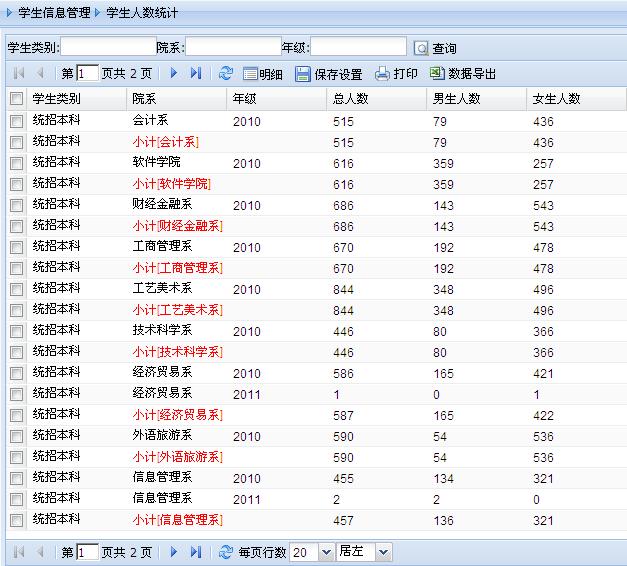 学生信息管理 学生人数统计
学生类别: 院系: 年级: 查询
第 1 页共 2 页 明细 保存设置 打印 数据导出
学生类别 院系 年级 总人数 男生人数 女生人数
统招本科 会计系 2010 515 79 436
统招本科 小计[会计系] 515 79 436
统招本科 软件学院 2010 616 359 257
统招本科 小计[软件学院] 616 359 257
统招本科 财经金融系 2010 686 143 543
统招本科 小计[财经金融系] 686 143 543
统招本科 工商管理系 2010 670 192 478
统招本科 小计[工商管理系] 670 192 478
统招本科 工艺美术系 2010 844 348 496
统招本科 小计[工艺美术系] 844 348 496
统招本科 技术科学系 2010 446 80 366
统招本科 小计[技术科学系] 446 80 366
统招本科 经济贸易系 2010 586 165 421
统招本科 经济贸易系 2011 1 0 1
统招本科 小计[经济贸易系] 587 165 422
统招本科 外语旅游系 2010 590 54 536
统招本科 小计[外语旅游系] 590 54 536
统招本科 信息管理系 2010 455 134 321
统招本科 信息管理系 2011 2 2 0
统招本科 小计[信息管理系] 457 136 321
第 1 页共 2 页 每页行数 20 居左